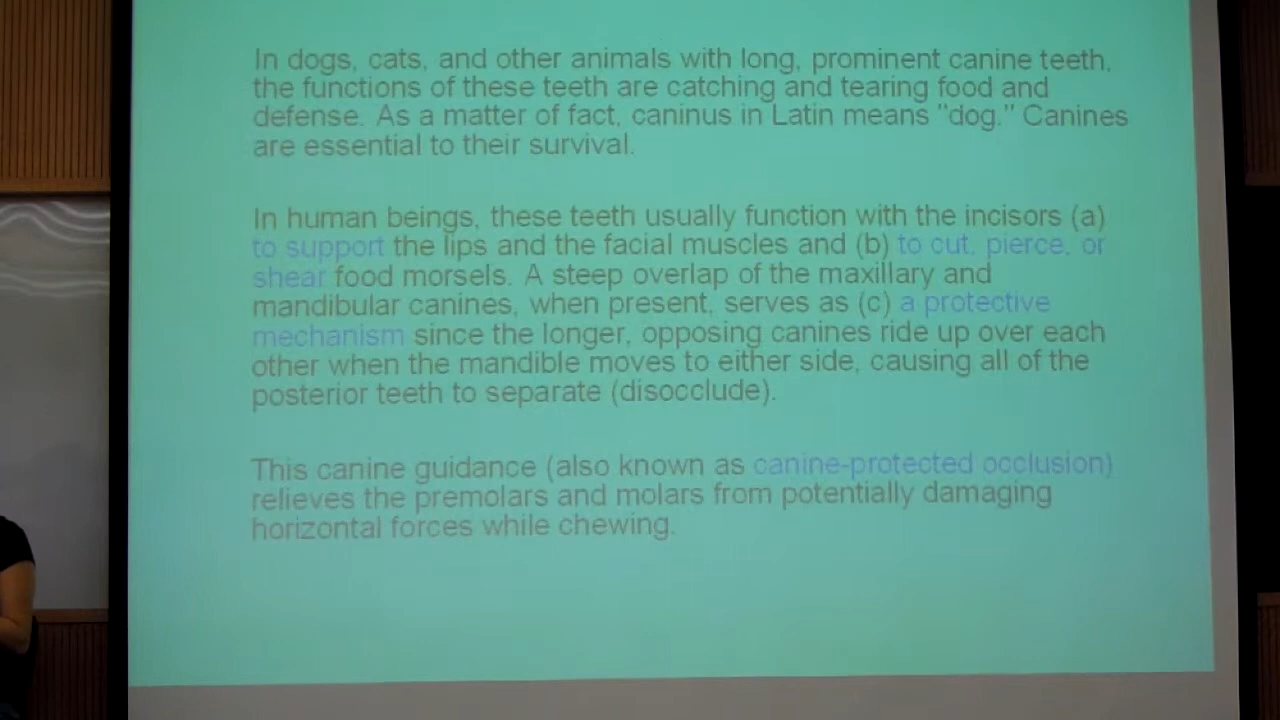 In dogs, cats, and other animals with long, prominent canine teeth,
the functions of these teeth are catching and tearing food and
defense. As a matter of fact, caninus in Latin means "dog." Canines
are essential to their survival.
In human beings, these teeth usually function with the incisors (a)
to support the lips and the facial muscles and (b) to cut, pierce, or
shear food morsels. A steep overlap of the maxillary and
mandibular canines, when present, serves as (c) a protective
mechanism since the longer, opposing canines ride up over each
other when the mandible moves to either side, causing all of the
posterior teeth to separate (disocclude).
This canine guidance (also known as canine-protected occlusion)
relieves the premolars and molars from potentially damaging
horizontal forces while chewing.